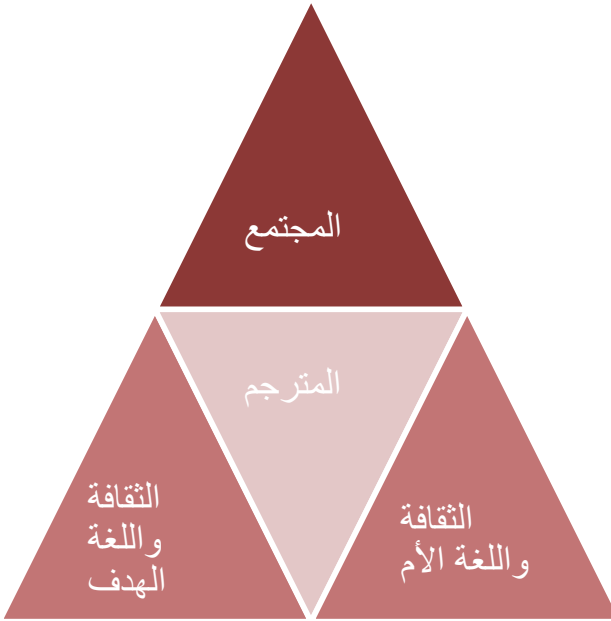 المجتمع
المترجم
الثقافة
واللغة الأم
الثقافة
واللغة
الهدف